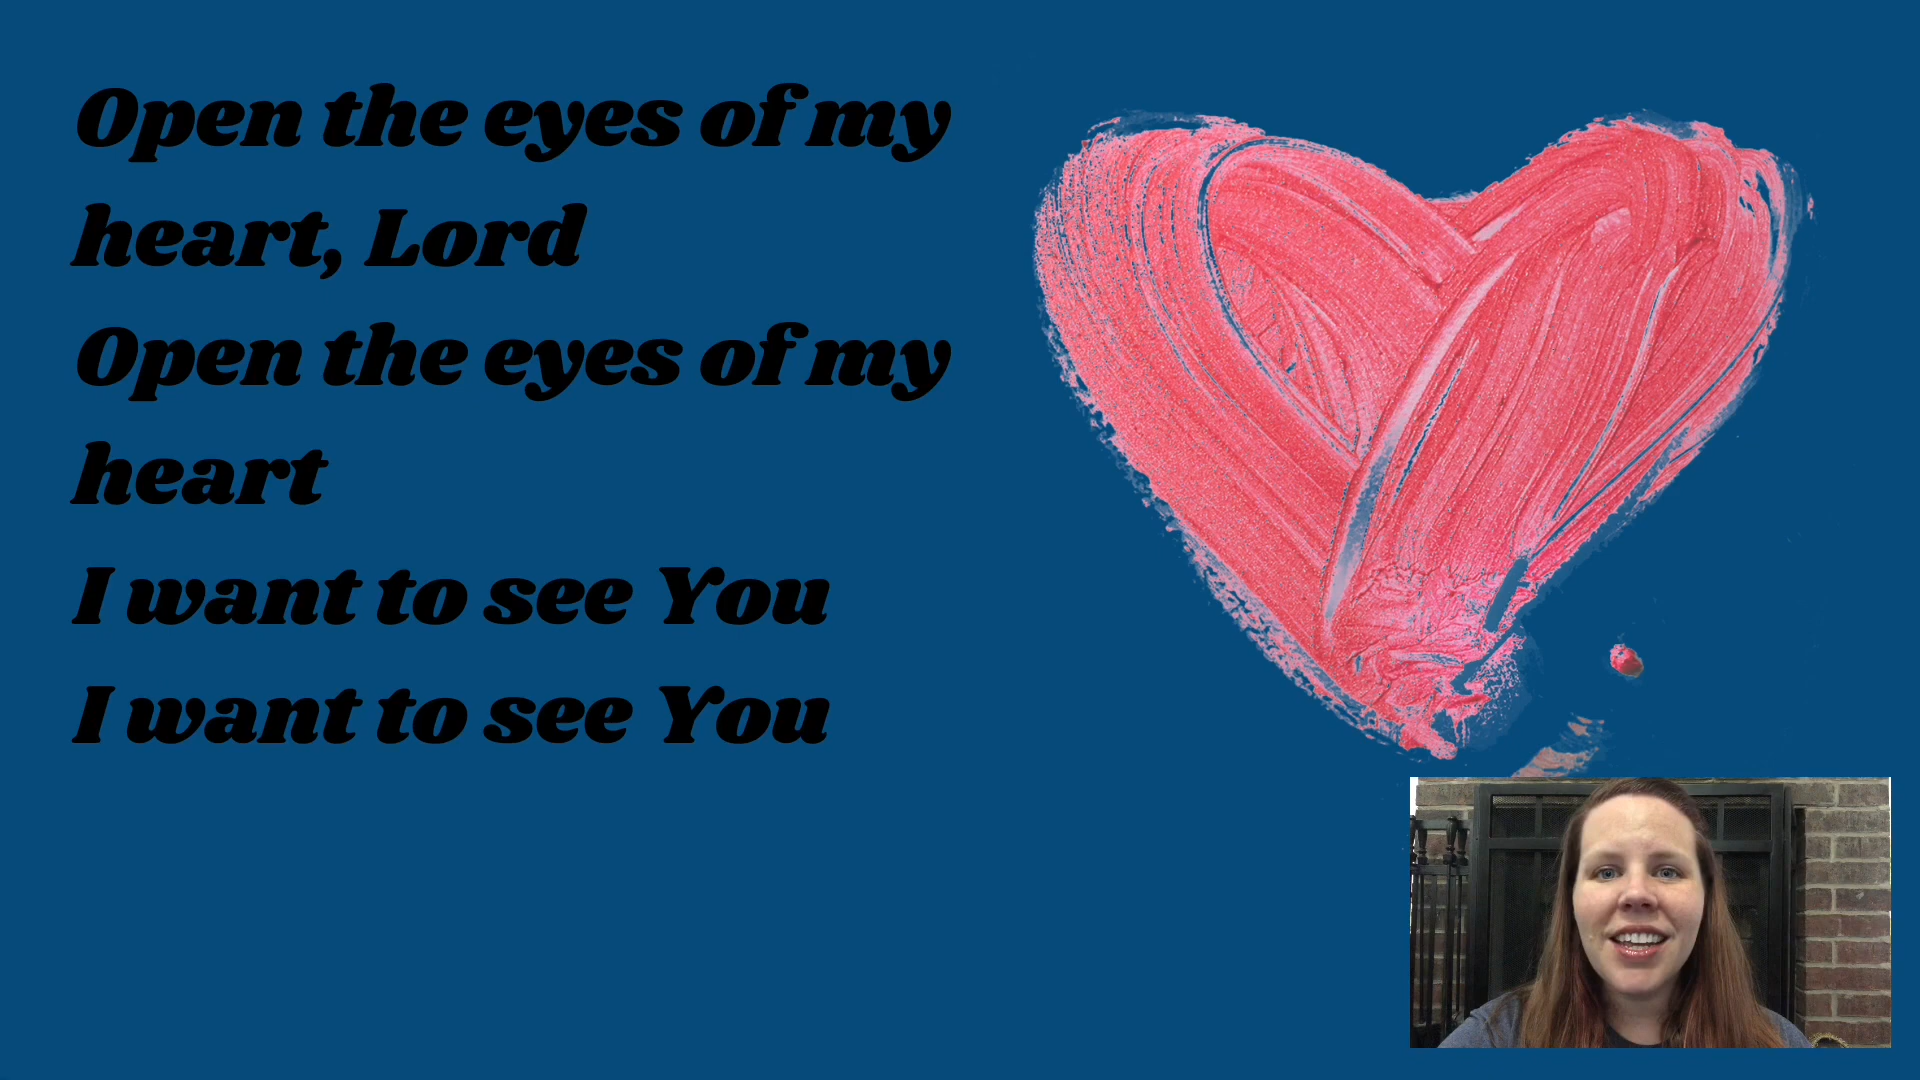 Open the eyes of my
heart, Lord
Open the eyes of my
heart
I want to see You
I want to see You